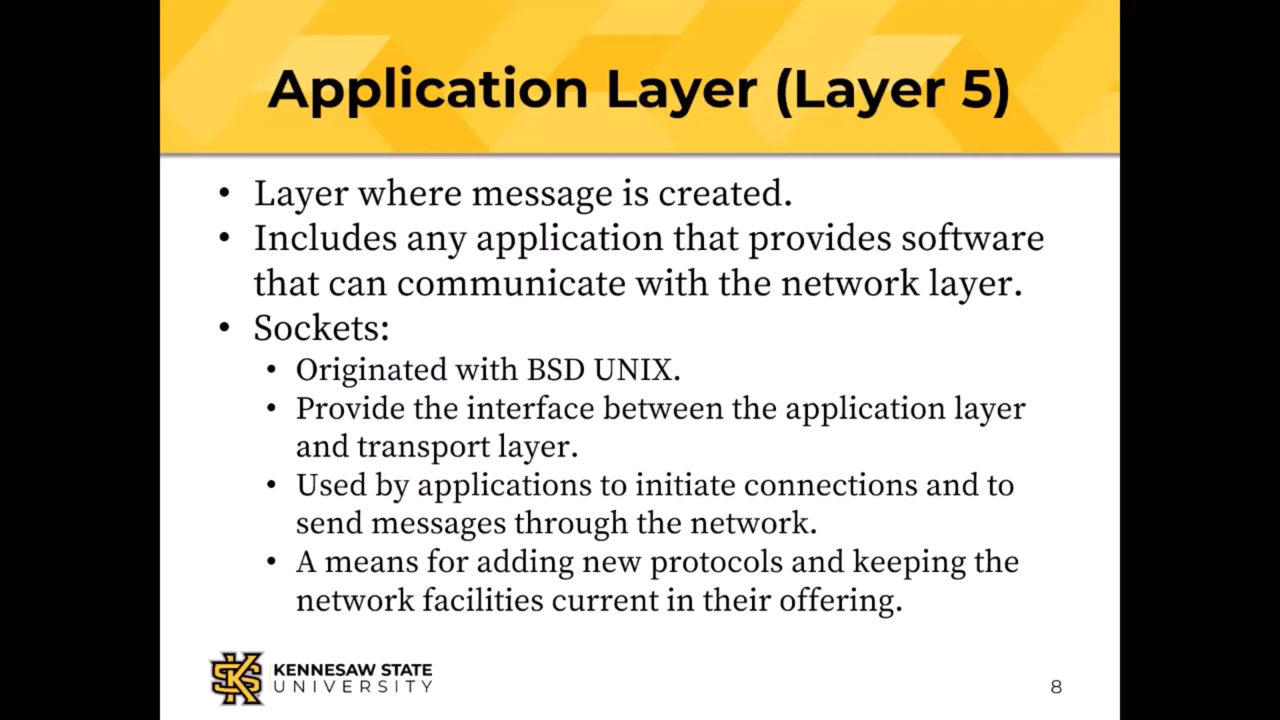 Application Layer (Layer 5)
• Layer where message is created.
• Includes any application that provides software
that can communicate with the network layer.
• Sockets:
• Originated with BSD UNIX.
• Provide the interface between the application layer
and transport layer.
• Used by applications to initiate connections and to
send messages through the network.
• A means for adding new protocols and keeping the
network facilities current in their offering.
KS
KENNESAW STATE
UNIVERSITY
8